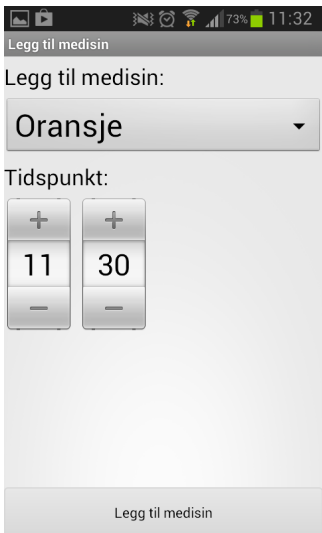 73% 11:32
Legg til medisin
Legg til medisin:
Oransje
Tidspunkt:
+ +
11 30
− −
Legg til medisin